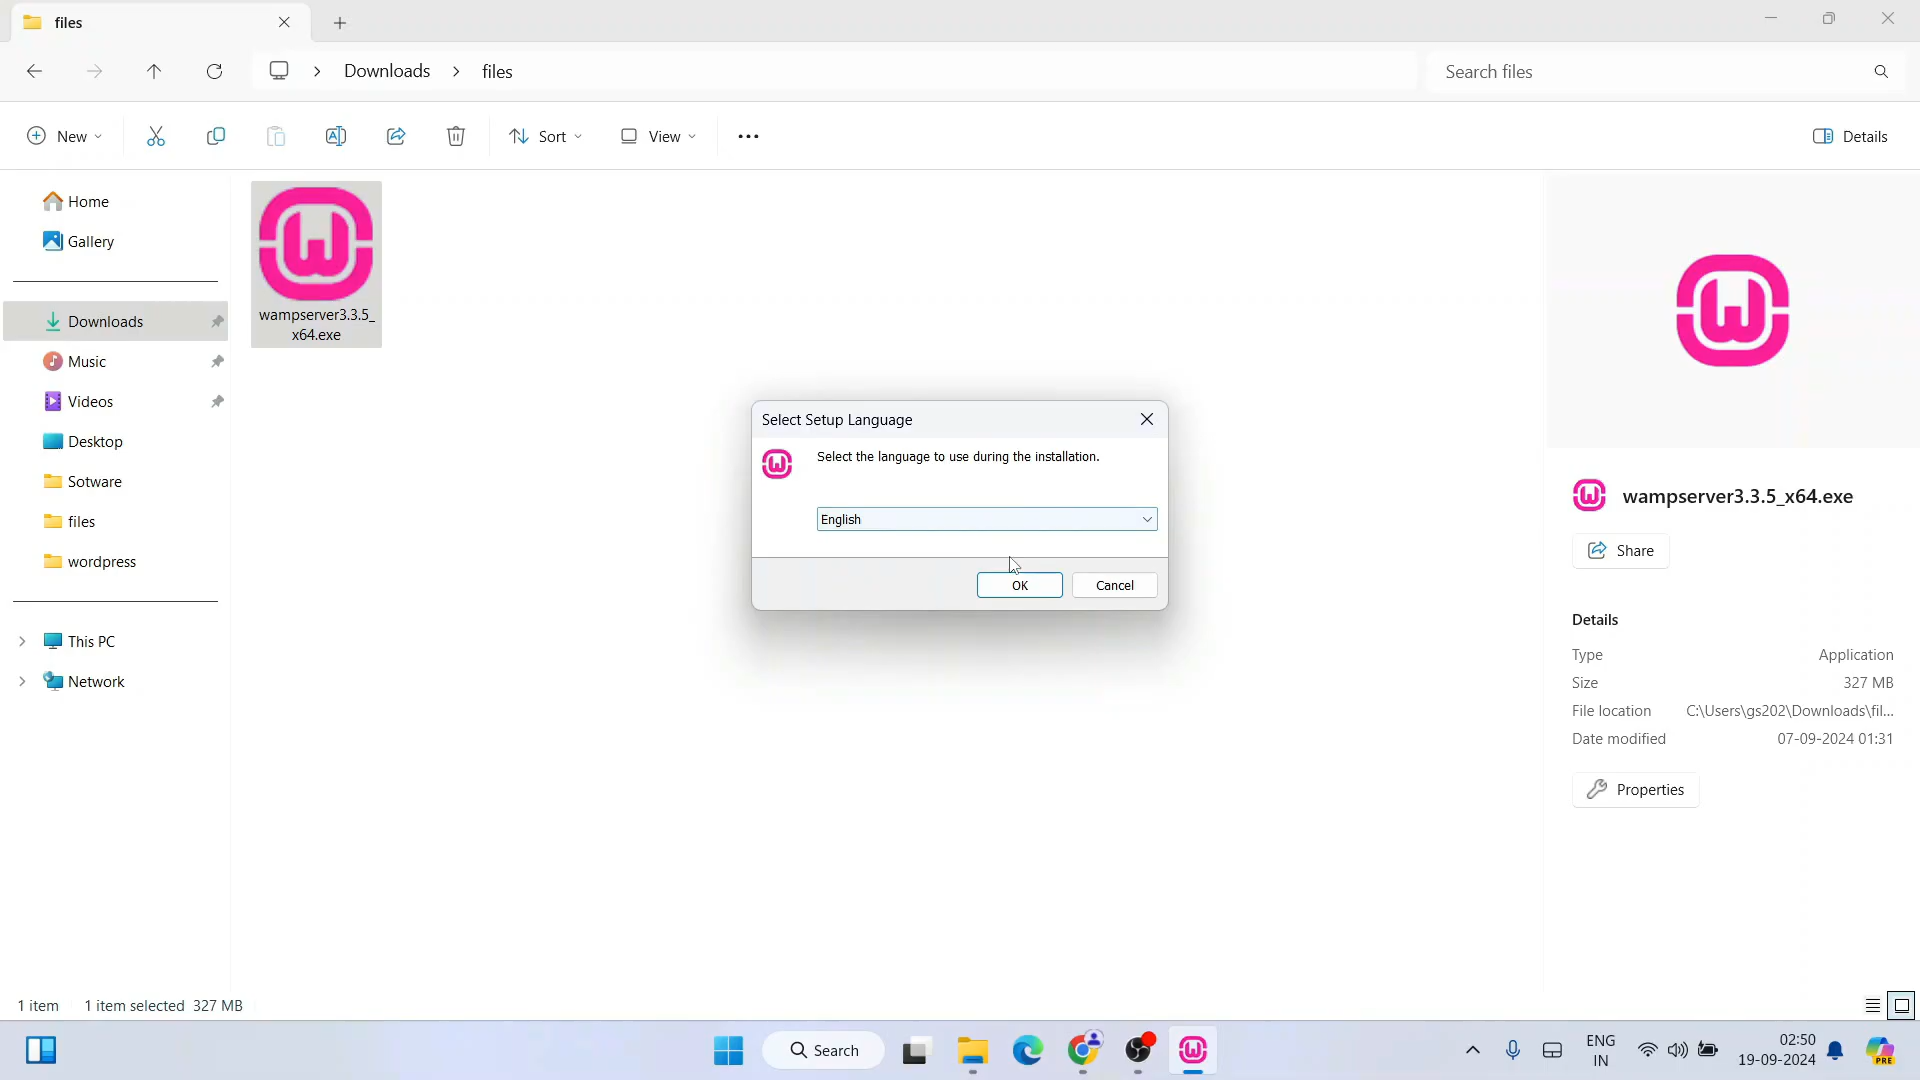 files
Downloads
files
Search files
New
Sort
View
Details
Home
Gallery
Downloads
Music
Videos
Desktop
Sotware
files
wordpress
This PC
Network
wampserver3.3.5_
x64.exe
Select Setup Language
Select the language to use during the installation.
English
OK
Cancel
wampserver3.3.5_x64.exe
Share
Details
Type Application
Size 327 MB
File location C:\Users\gs202\Downloads\fil...
Date modified 07-09-2024 01:31
Properties
1 item 1 item selected 327 MB
Search
ENG
IN
02:50
19-09-2024
PRE